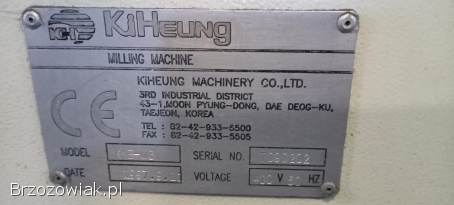 KiHeung
MILLING MACHINE
KIHEUNG MACHINERY CO.,LTD.
3RD INDUSTRIAL DISTRICT
43-1,MOON PYUNG-DONG, DAE DEOG-KU,
TAEJEON, KOREA
TEL : 82-42-933-5500
FAX : 82-42-933-5505
MODEL SERIAL NO.
DATE VOLTAGE V HZ
Brzozowiak.pl